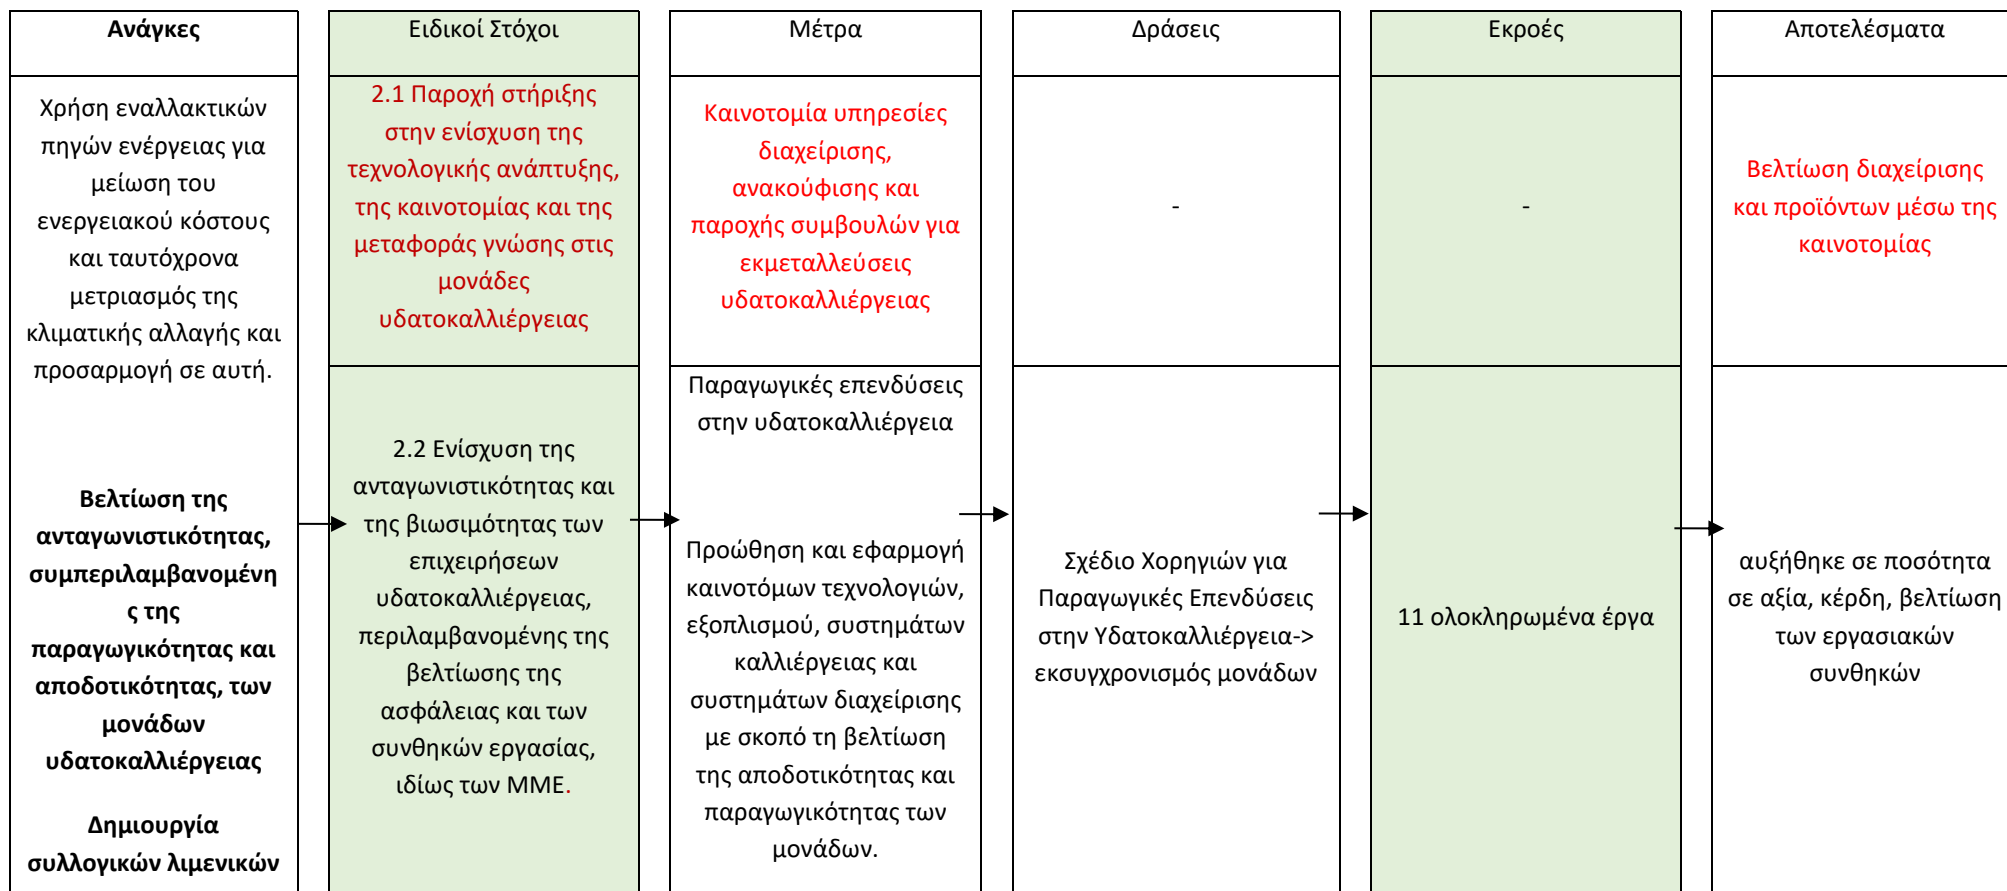 Ανάγκες
Χρήση εναλλακτικών
πηγών ενέργειας για
μείωση του
ενεργειακού κόστους
και ταυτόχρονα
μετριασμός της
κλιματικής αλλαγής και
προσαρμογή σε αυτή.
Βελτίωση της
ανταγωνιστικότητας,
συμπεριλαμβανομένη
ς της
παραγωγικότητας και
αποδοτικότητας, των
μονάδων
υδατοκαλλιέργειας
Δημιουργία
συλλογικών λιμενικών
Ειδικοί Στόχοι
2.1 Παροχή στήριξης
στην ενίσχυση της
τεχνολογικής ανάπτυξης,
της καινοτομίας και της
μεταφοράς γνώσης στις
μονάδες
υδατοκαλλιέργειας
2.2 Ενίσχυση της
ανταγωνιστικότητας και
της βιωσιμότητας των
επιχειρήσεων
υδατοκαλλιέργειας,
περιλαμβανομένης της
βελτίωσης της
ασφάλειας και των
συνθηκών εργασίας,
ιδίως των ΜΜΕ.
Μέτρα
Καινοτομία υπηρεσίες
διαχείρισης,
ανακούφισης και
παροχής συμβουλών για
εκμεταλλεύσεις
υδατοκαλλιέργειας
Παραγωγικές επενδύσεις
στην υδατοκαλλιέργεια
Προώθηση και εφαρμογή
καινοτόμων τεχνολογιών,
εξοπλισμού, συστημάτων
καλλιέργειας και
συστημάτων διαχείρισης
με σκοπό τη βελτίωση
της αποδοτικότητας και
παραγωγικότητας των
μονάδων.
Δράσεις
-
Σχέδιο Χορηγιών για
Παραγωγικές Επενδύσεις
στην Υδατοκαλλιέργεια->
εκσυγχρονισμός μονάδων
Εκροές
-
11 ολοκληρωμένα έργα
Αποτελέσματα
Βελτίωση διαχείρισης
και προϊόντων μέσω της
καινοτομίας
αυξήθηκε σε ποσότητα
σε αξία, κέρδη, βελτίωση
των εργασιακών
συνθηκών